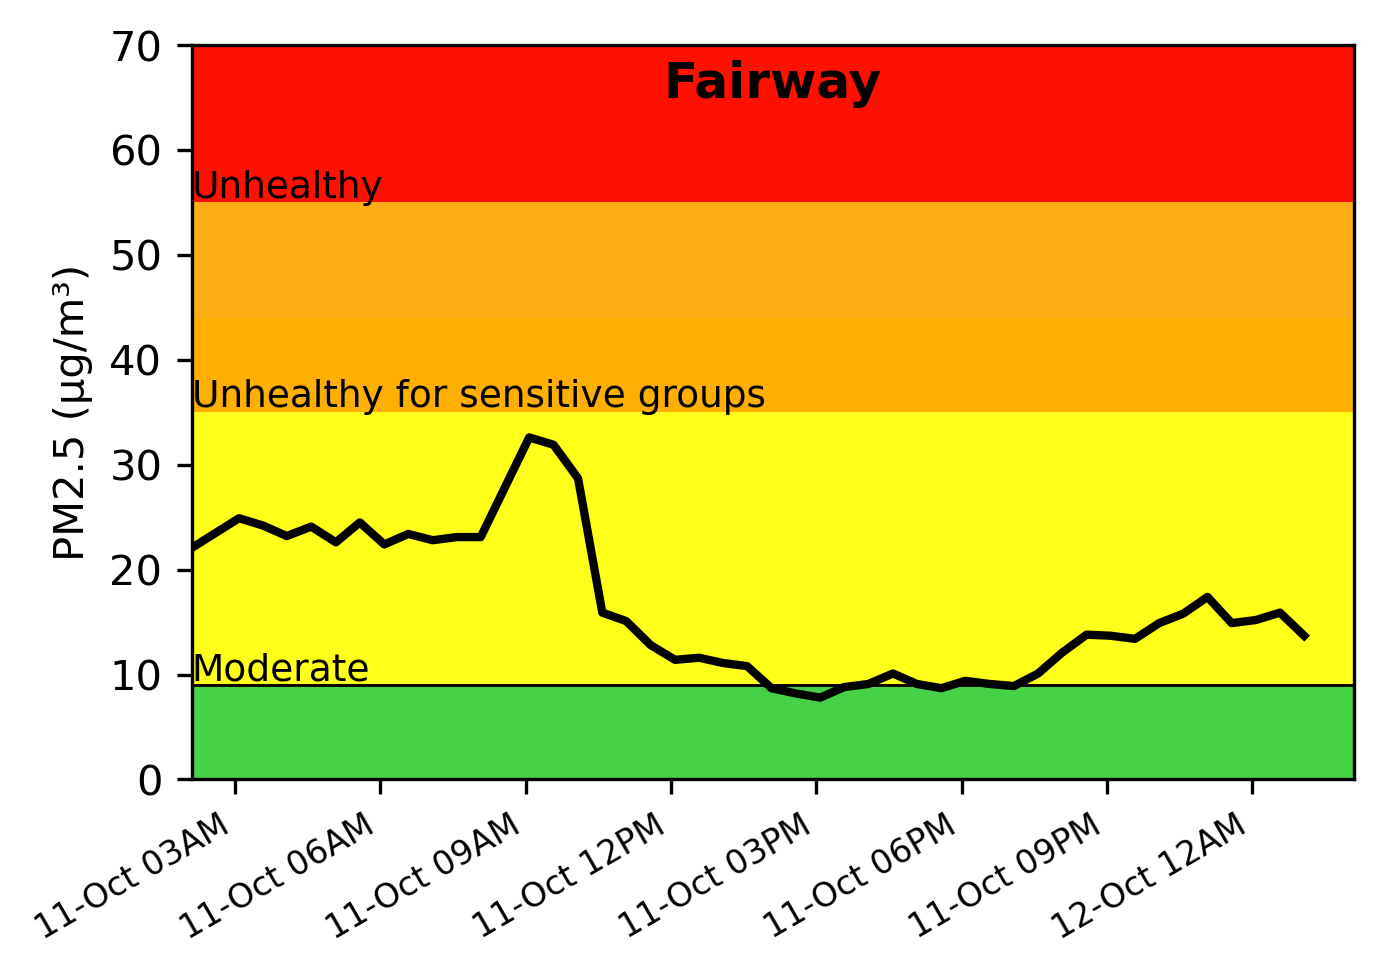 Fairway
70
60
50
40
30
20
10
0
PM2.5 (µg/m³)
Unhealthy
Unhealthy for sensitive groups
Moderate
11-Oct 03AM
11-Oct 06AM
11-Oct 09AM
11-Oct 12PM
11-Oct 03PM
11-Oct 06PM
11-Oct 09PM
12-Oct 12AM